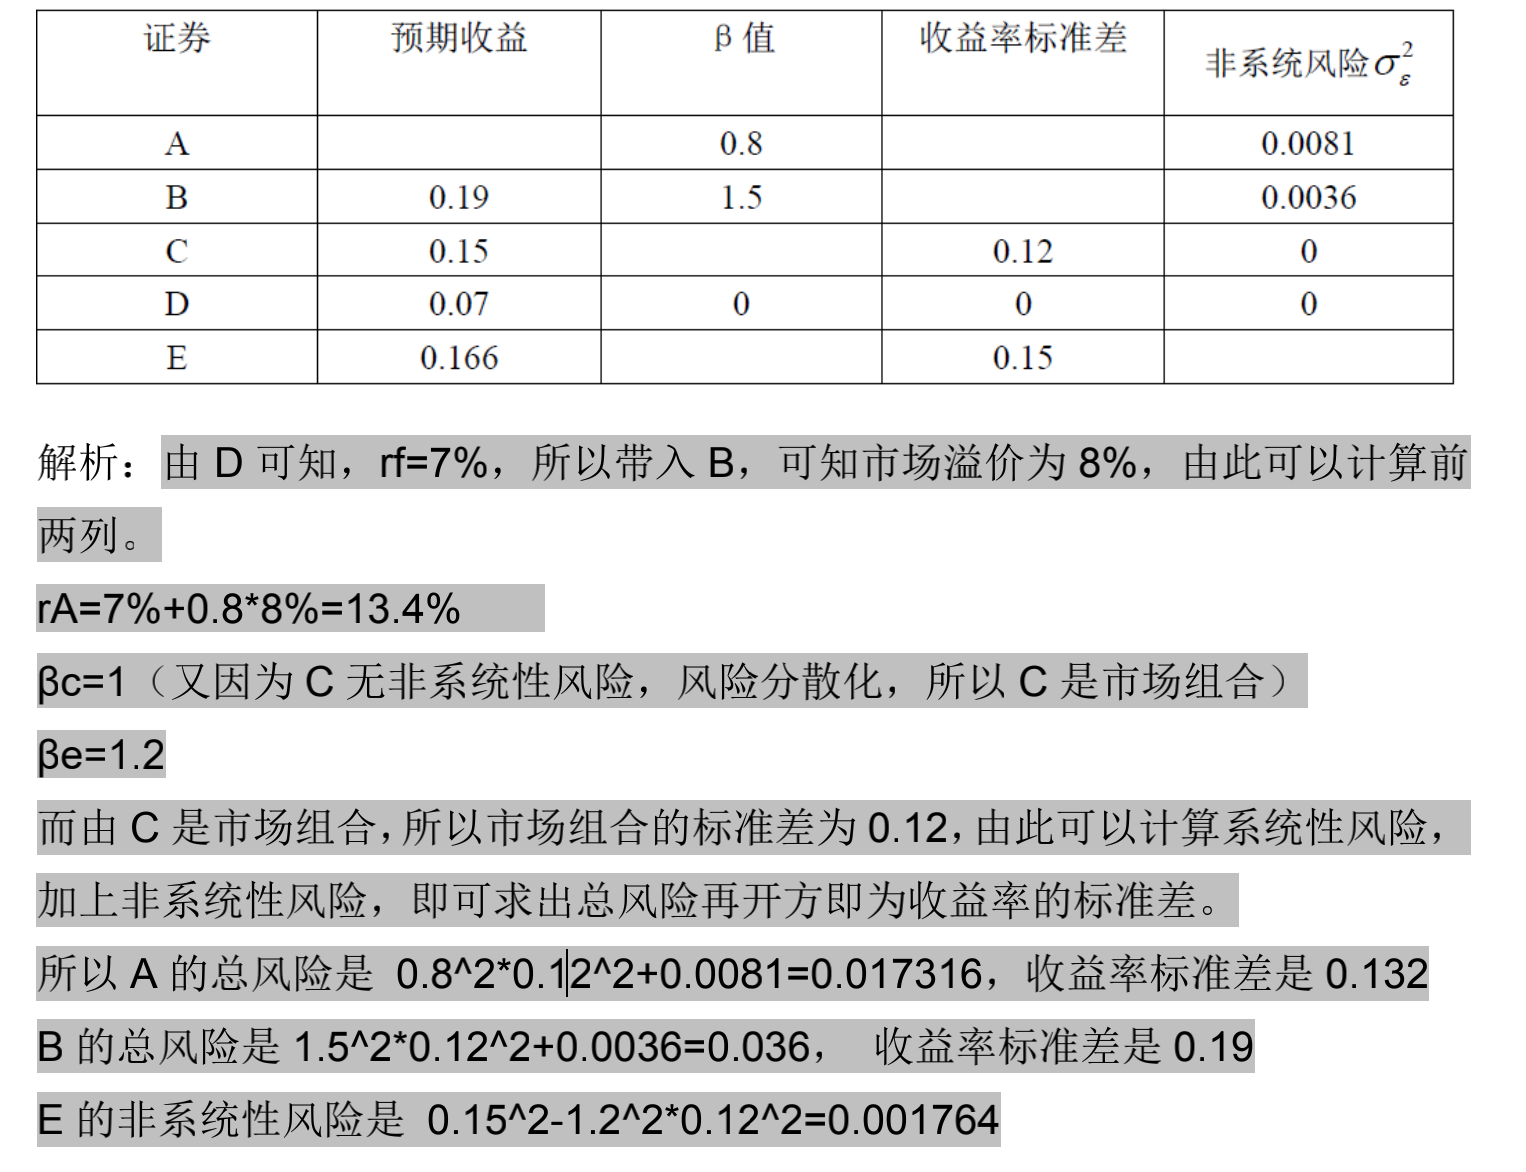 证券 预期收益 β 值 收益率标准差 非系统风险σ²ε
A 0.8 0.0081
B 0.19 1.5 0.0036
C 0.15 0.12 0
D 0.07 0 0 0
E 0.166 0.15
解析：由 D 可知，rf=7%，所以带入 B，可知市场溢价为 8%，由此可以计算前
两列。
rA=7%+0.8*8%=13.4%
βc=1（又因为 C 无非系统性风险，风险分散化，所以 C 是市场组合）
βe=1.2
而由 C 是市场组合，所以市场组合的标准差为 0.12，由此可以计算系统性风险，
加上非系统性风险，即可求出总风险再开方即为收益率的标准差。
所以 A 的总风险是 0.8^2*0.12^2+0.0081=0.017316，收益率标准差是 0.132
B 的总风险是 1.5^2*0.12^2+0.0036=0.036， 收益率标准差是 0.19
E 的非系统性风险是 0.15^2-1.2^2*0.12^2=0.001764